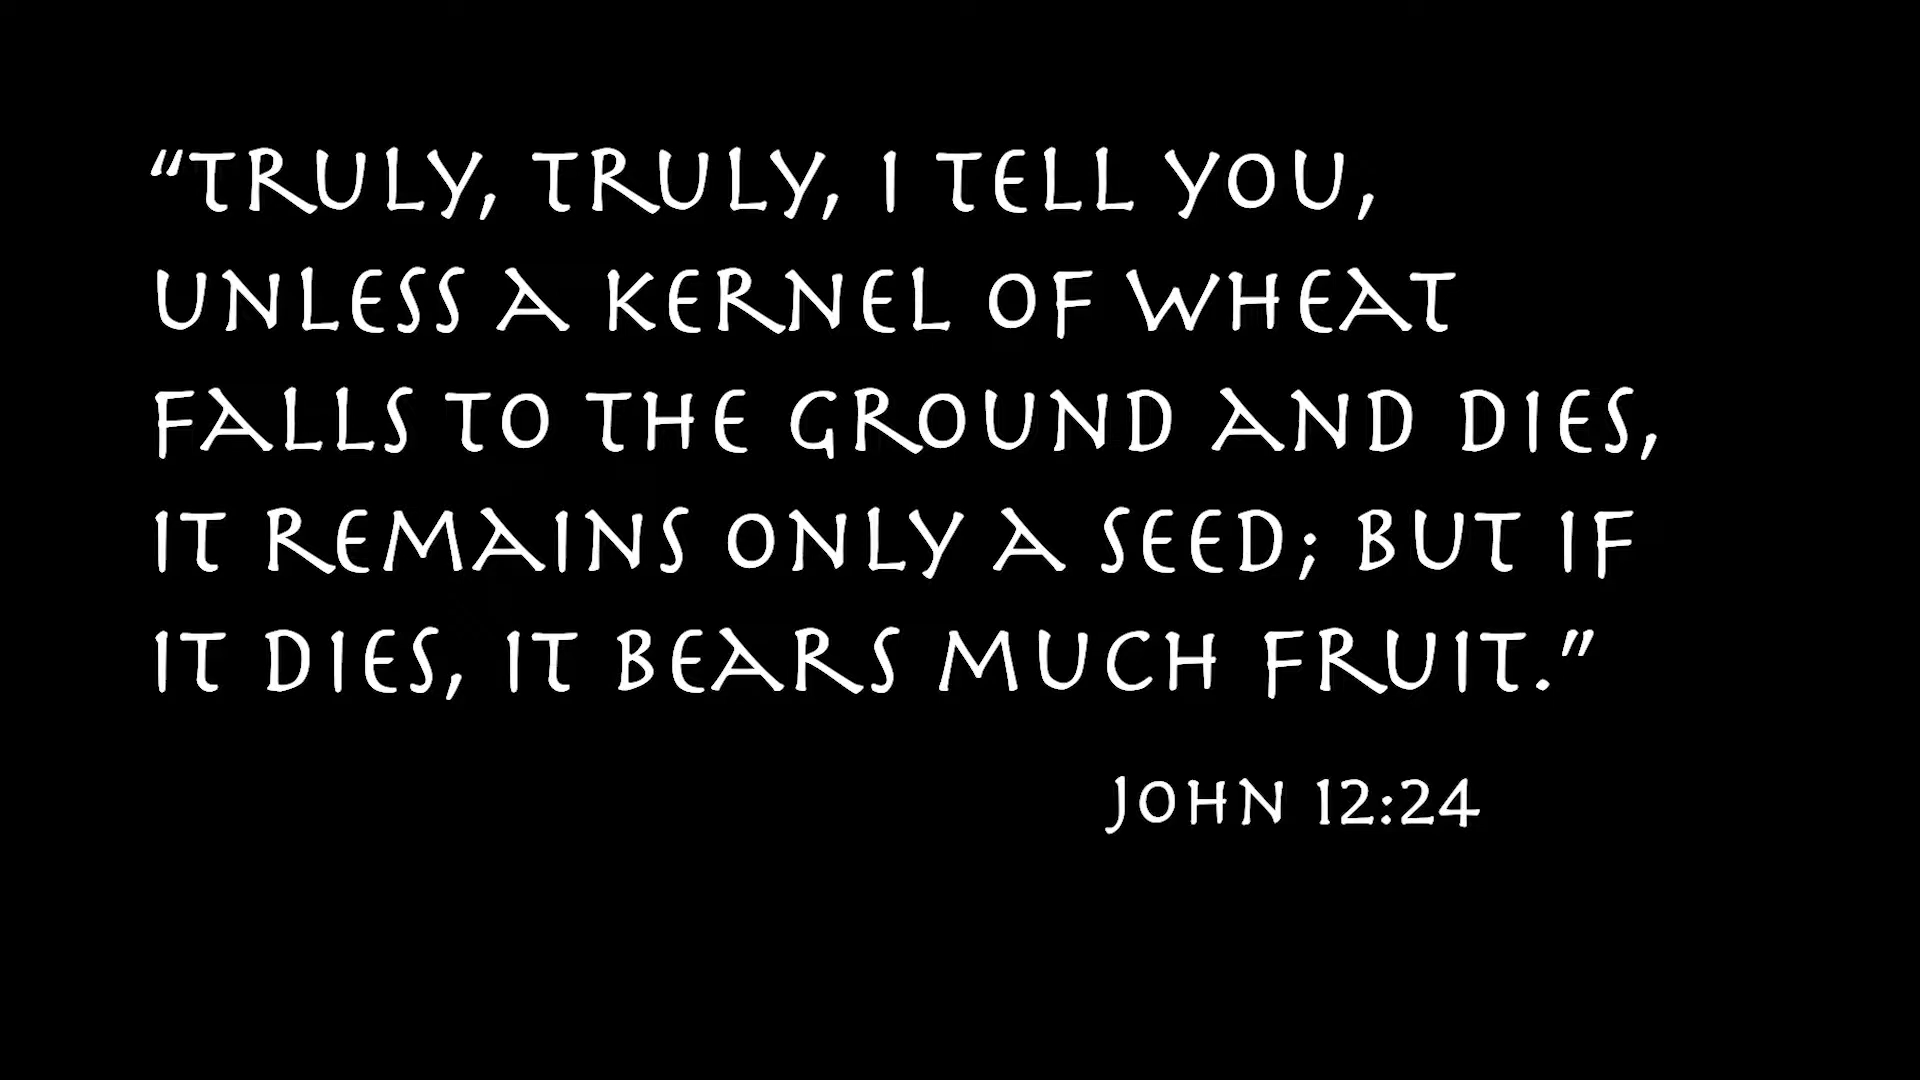 “TRULY, TRULY, I TELL YOU,
UNLESS A KERNEL OF WHEAT
FALLS TO THE GROUND AND DIES,
IT REMAINS ONLY A SEED; BUT IF
IT DIES, IT BEARS MUCH FRUIT.”
JOHN 12:24